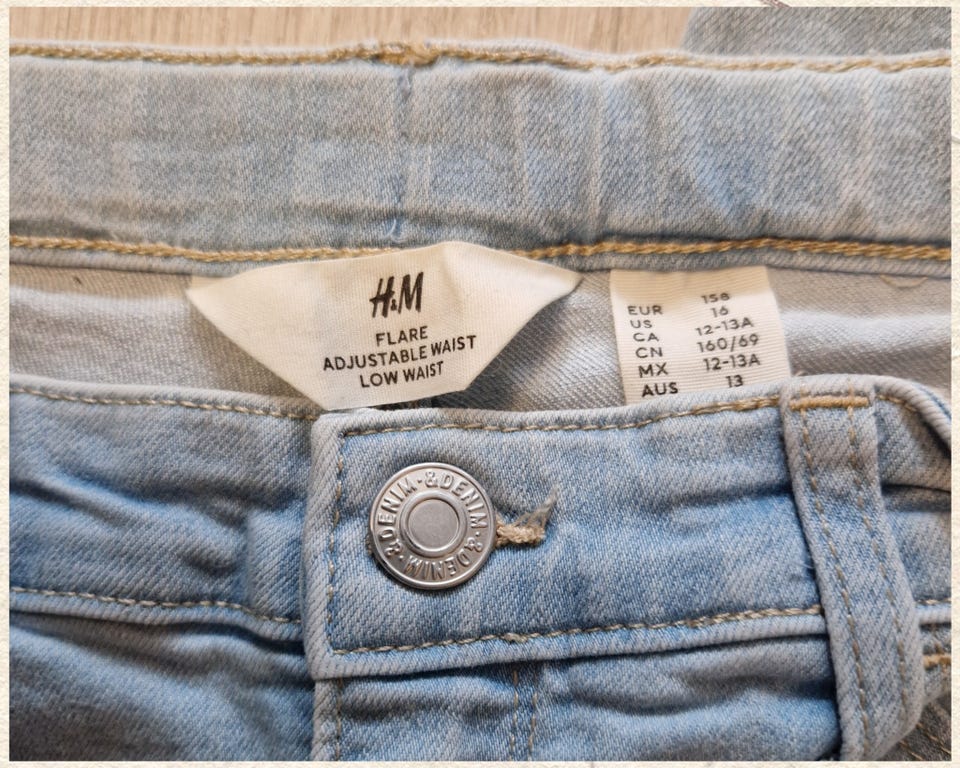 H&M
FLARE
ADJUSTABLE WAIST
LOW WAIST
EUR 158
US 16
CA 12-13A
CN 160/69
MX 12-13A
AUS 13
&DENIM·&DENIM·&DENIM·